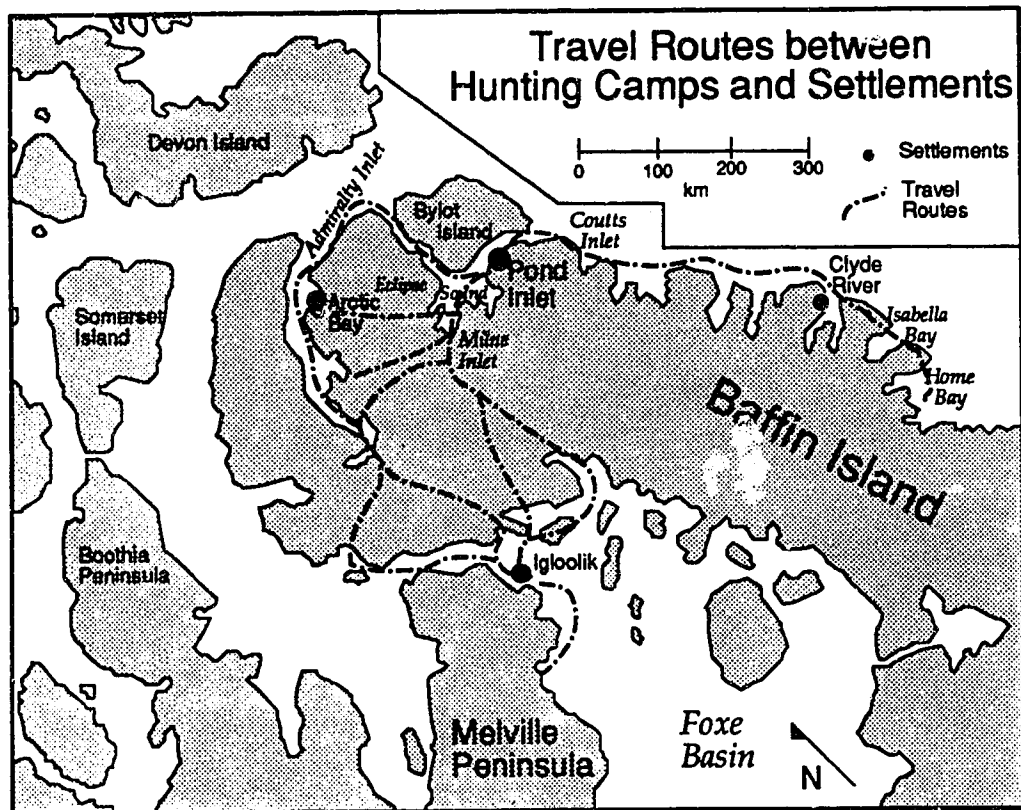 Travel Routes between
Hunting Camps and Settlements
0 100 200 300
km
Settlements
Travel
Routes
Devon Island
Admiralty Inlet
Bylot
Island
Coutts
Inlet
Pond
Inlet
Clyde
River
Eclipse
Sound
Arctic
Bay
Somarset
Island
Milne
Inlet
Isabella
Bay
Home
Bay
Baffin Island
Boothia
Peninsula
Igloolik
Melville
Peninsula
Foxe
Basin
N